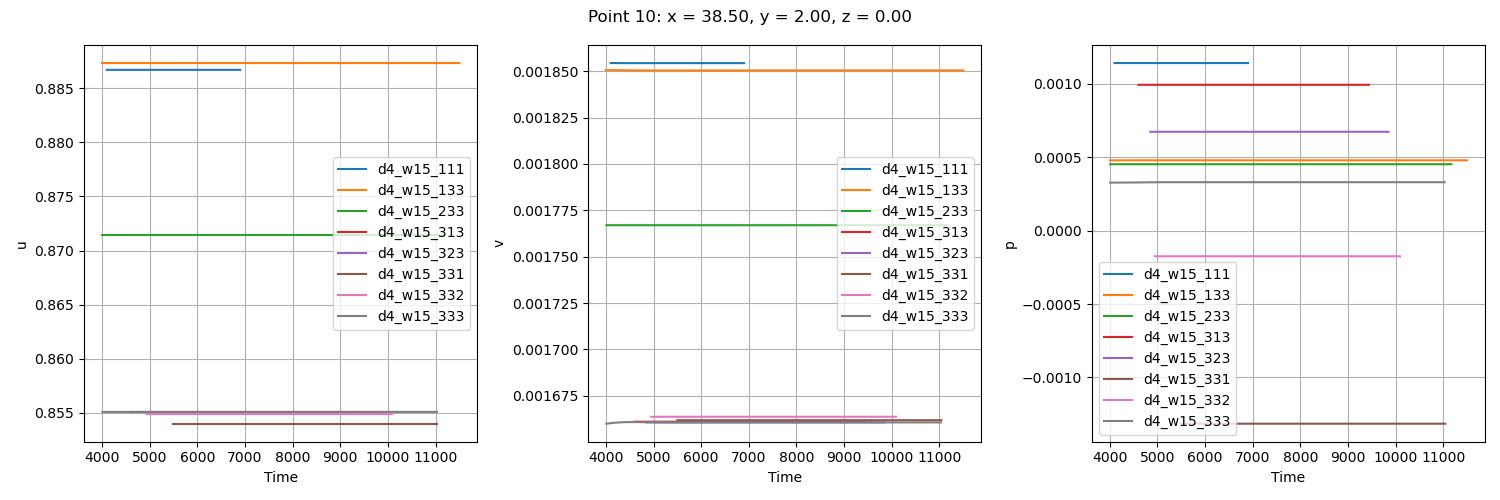 Point 10: x = 38.50, y = 2.00, z = 0.00
u
0.885
0.880
0.875
0.870
0.865
0.860
0.855
4000 5000 6000 7000 8000 9000 10000 11000
Time
d4_w15_111
d4_w15_133
d4_w15_233
d4_w15_313
d4_w15_323
d4_w15_331
d4_w15_332
d4_w15_333
v
0.001850
0.001825
0.001800
0.001775
0.001750
0.001725
0.001700
0.001675
4000 5000 6000 7000 8000 9000 10000 11000
Time
d4_w15_111
d4_w15_133
d4_w15_233
d4_w15_313
d4_w15_323
d4_w15_331
d4_w15_332
d4_w15_333
p
0.0010
0.0005
0.0000
−0.0005
−0.0010
4000 5000 6000 7000 8000 9000 10000 11000
Time
d4_w15_111
d4_w15_133
d4_w15_233
d4_w15_313
d4_w15_323
d4_w15_331
d4_w15_332
d4_w15_333